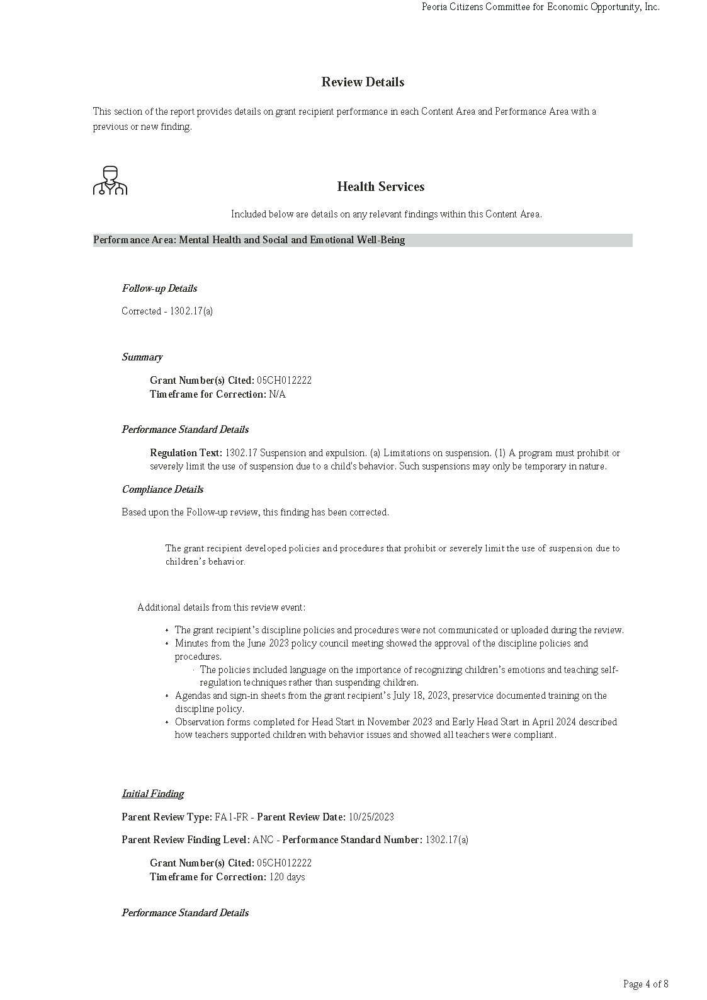 Peoria Citizens Committee for Economic Opportunity, Inc.
Review Details
This section of the report provides details on grant recipient performance in each Content Area and Performance Area with a
previous or new finding.
Health Services
Included below are details on any relevant findings within this Content Area.
Performance Area: Mental Health and Social and Emotional Well-Being
Follow-up Details
Corrected - 1302.17(a)
Summary
Grant Number(s) Cited: 05CH012222
Timeframe for Correction: N/A
Performance Standard Details
Regulation Text: 1302.17 Suspension and expulsion. (a) Limitations on suspension. (1) A program must prohibit or
severely limit the use of suspension due to a child's behavior. Such suspensions may only be temporary in nature.
Compliance Details
Based upon the Follow-up review, this finding has been corrected.
The grant recipient developed policies and procedures that prohibit or severely limit the use of suspension due to
children’s behavior.
Additional details from this review event:
• The grant recipient’s discipline policies and procedures were not communicated or uploaded during the review.
• Minutes from the June 2023 policy council meeting showed the approval of the discipline policies and
procedures.
· The policies included language on the importance of recognizing children’s emotions and teaching self-
regulation techniques rather than suspending children.
• Agendas and sign-in sheets from the grant recipient’s July 18, 2023, preservice documented training on the
discipline policy.
• Observation forms completed for Head Start in November 2023 and Early Head Start in April 2024 described
how teachers supported children with behavior issues and showed all teachers were compliant.
Initial Finding
Parent Review Type: FA1-FR - Parent Review Date: 10/25/2023
Parent Review Finding Level: ANC - Performance Standard Number: 1302.17(a)
Grant Number(s) Cited: 05CH012222
Timeframe for Correction: 120 days
Performance Standard Details
Page 4 of 8